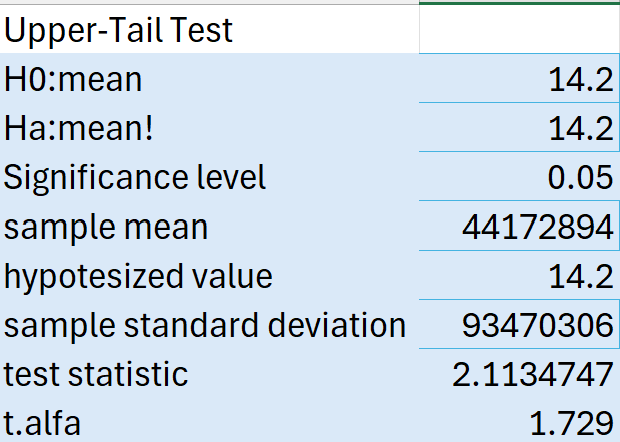 Upper-Tail Test
H0:mean 14.2
Ha:mean! 14.2
Significance level 0.05
sample mean 44172894
hypotesized value 14.2
sample standard deviation 93470306
test statistic 2.1134747
t.alfa 1.729